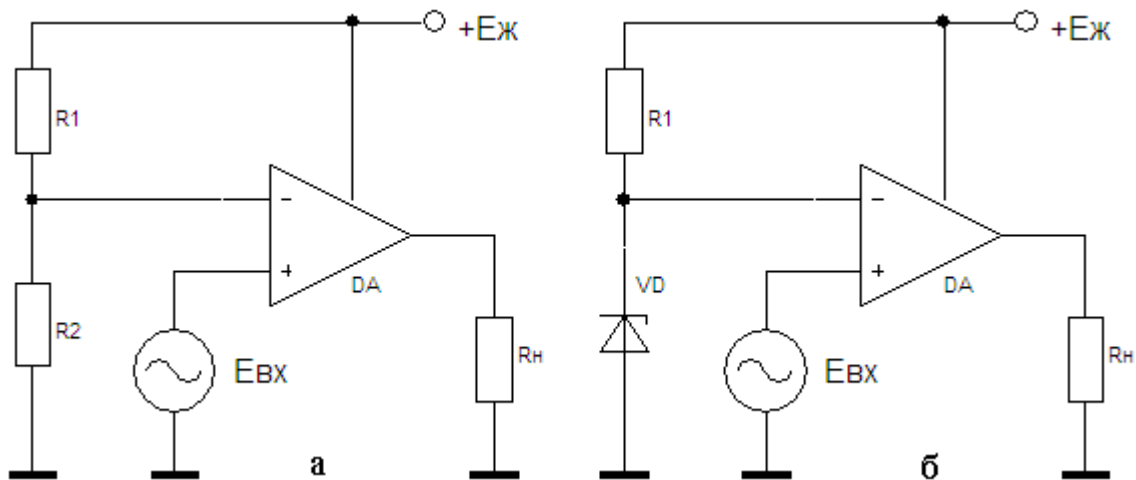 +Eж
R1
−
DA
+
R2
Eвх
Rн
а
+Eж
R1
−
DA
VD
+
Eвх
Rн
б